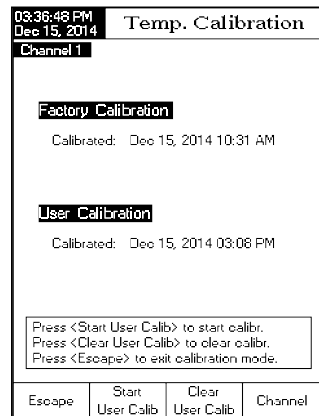 03:36:48 PM
Dec 15, 2014
Temp. Calibration
Channel 1
Factory Calibration
Calibrated: Dec 15, 2014 10:31 AM
User Calibration
Calibrated: Dec 15, 2014 03:08 PM
Press <Start User Calib> to start calibr.
Press <Clear User Calib> to clear calibr.
Press <Escape> to exit calibration mode.
Escape
Start
User Calib
Clear
User Calib
Channel